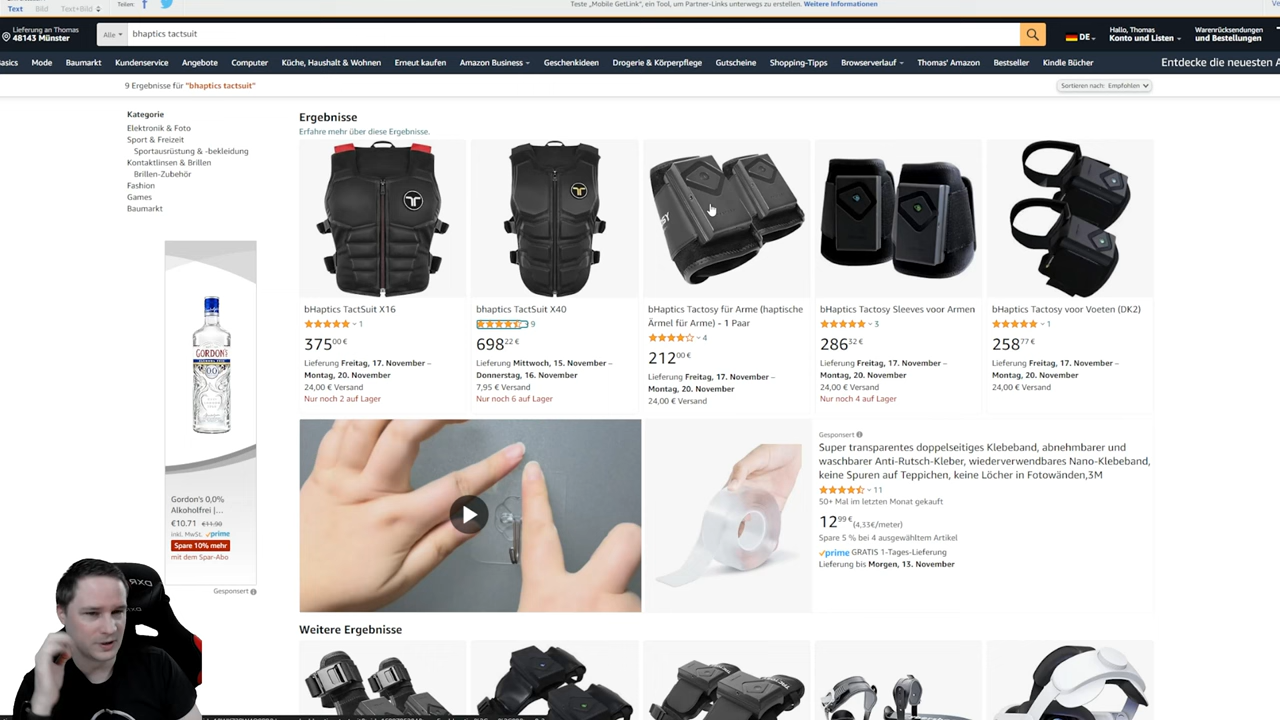 Teilen:
Text Bild Text+Bild
Teste „Mobile GetLink", ein Tool, um Partner-Links unterwegs zu erstellen. Weitere Informationen
Lieferung an Thomas
48143 Münster
Alle
bhaptics tactsuit
DE
Hallo, Thomas
Konto und Listen
Warenrücksendungen
und Bestellungen
Mode
Baumarkt
Kundenservice
Angebote
Computer
Küche, Haushalt & Wohnen
Erneut kaufen
Amazon Business
Geschenkideen
Drogerie & Körperpflege
Gutscheine
Shopping-Tipps
Browserverlauf
Thomas' Amazon
Bestseller
Kindle Bücher
Entdecke die neuesten
9 Ergebnisse für "bhaptics tactsuit"
Sortieren nach: Empfohlen
Kategorie
Elektronik & Foto
Sport & Freizeit
Sportausrüstung & -bekleidung
Kontaktlinsen & Brillen
Brillen-Zubehör
Fashion
Games
Baumarkt
Ergebnisse
Erfahre mehr über diese Ergebnisse.
bHaptics TactSuit X16
1
375 00 €
Lieferung Freitag, 17. November –
Montag, 20. November
24,00 € Versand
Nur noch 2 auf Lager
bhaptics TactSuit X40
9
698 22 €
Lieferung Mittwoch, 15. November –
Donnerstag, 16. November
7,95 € Versand
Nur noch 6 auf Lager
bHaptics Tactosy für Arme (haptische
Ärmel für Arme) - 1 Paar
4
212 00 €
Lieferung Freitag, 17. November –
Montag, 20. November
24,00 € Versand
bHaptics Tactosy Sleeves voor Armen
3
286 32 €
Lieferung Freitag, 17. November –
Montag, 20. November
24,00 € Versand
Nur noch 4 auf Lager
bHaptics Tactosy voor Voeten (DK2)
1
258 77 €
Lieferung Freitag, 17. November –
Montag, 20. November
24,00 € Versand
GORDON'S
Gordon's 0,0%
Alkoholfrei |...
€10.71 €11.90
inkl. MwSt. prime
Spare 10% mehr
mit dem Spar-Abo
Gesponsert
Gesponsert
Super transparentes doppelseitiges Klebeband, abnehmbarer und
waschbarer Anti-Rutsch-Kleber, wiederverwendbares Nano-Klebeband,
keine Spuren auf Teppichen, keine Löcher in Fotowänden,3M
11
50+ Mal im letzten Monat gekauft
12 99 € (4,33€/meter)
Spare 5 % bei 4 ausgewähltem Artikel
prime GRATIS 1-Tages-Lieferung
Lieferung bis Morgen, 13. November
Weitere Ergebnisse